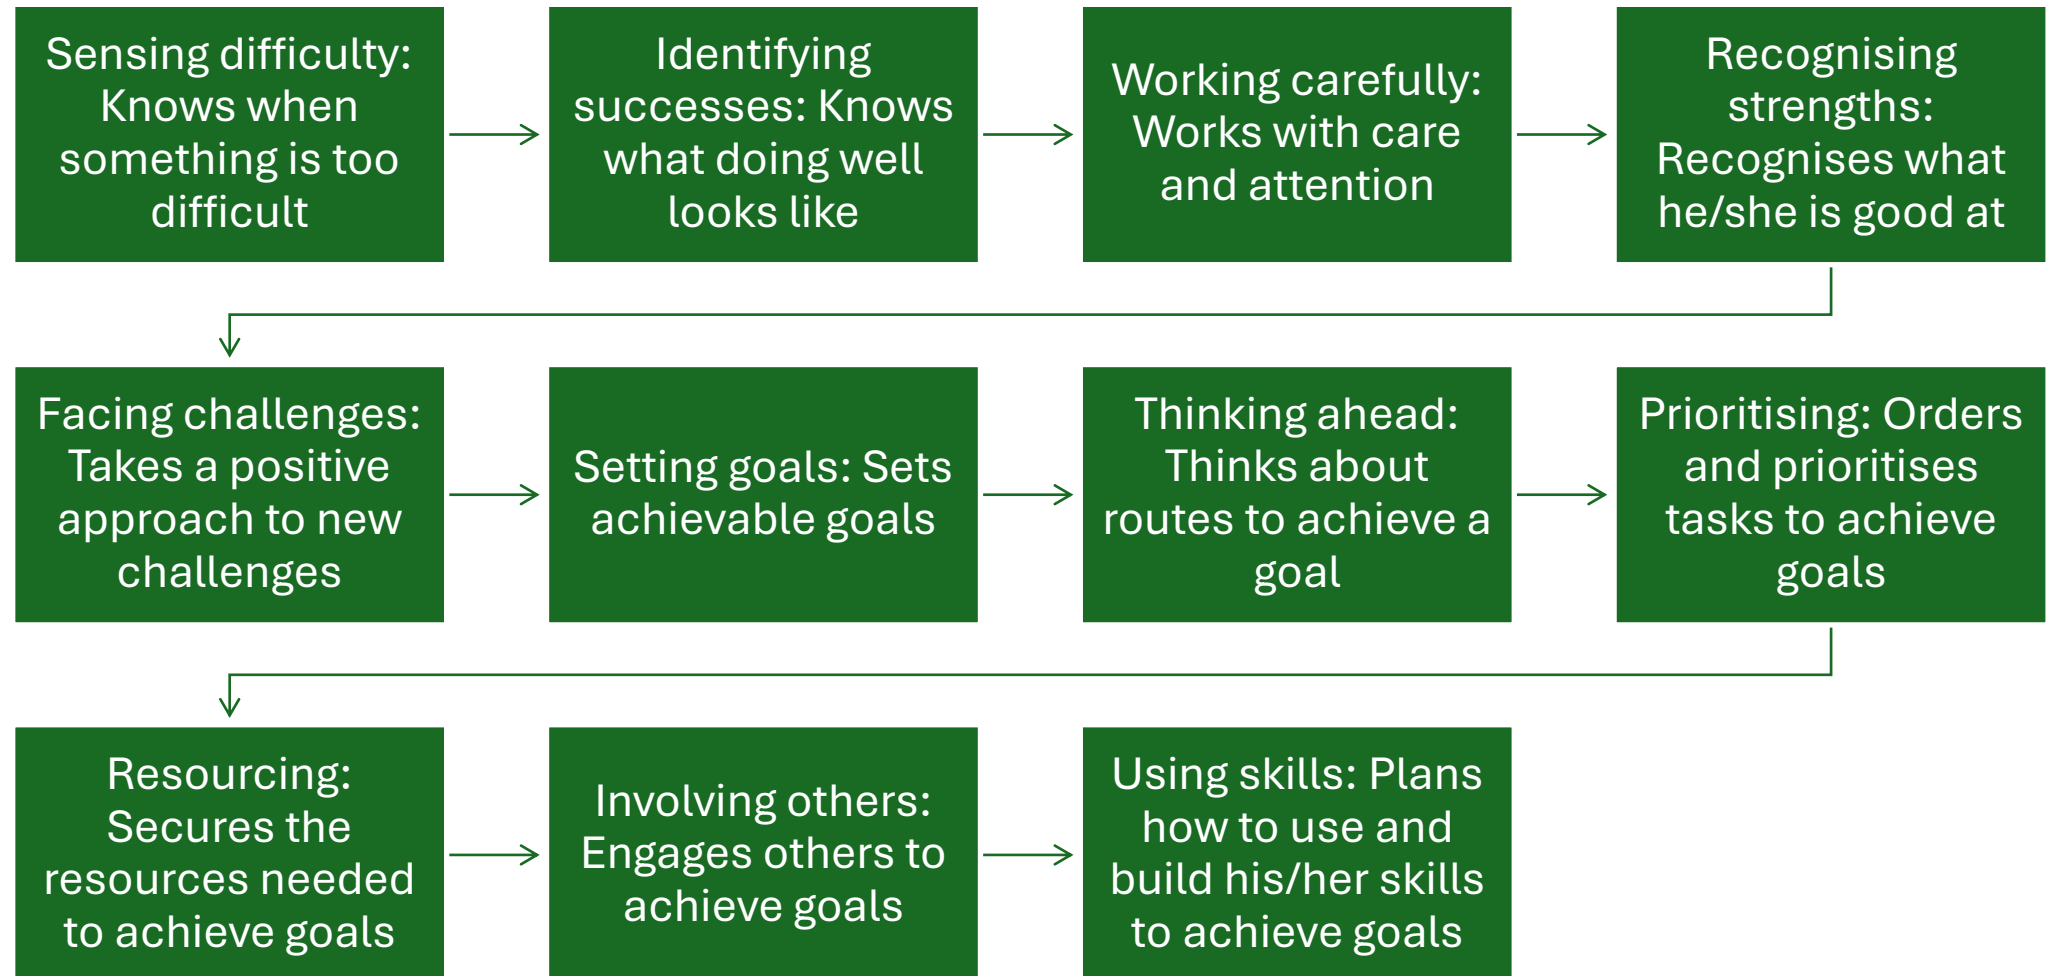 Sensing difficulty:
Knows when
something is too
difficult
Identifying
successes: Knows
what doing well
looks like
Working carefully:
Works with care
and attention
Recognising
strengths:
Recognises what
he/she is good at
Facing challenges:
Takes a positive
approach to new
challenges
Setting goals: Sets
achievable goals
Thinking ahead:
Thinks about
routes to achieve a
goal
Prioritising: Orders
and prioritises
tasks to achieve
goals
Resourcing:
Secures the
resources needed
to achieve goals
Involving others:
Engages others to
achieve goals
Using skills: Plans
how to use and
build his/her skills
to achieve goals